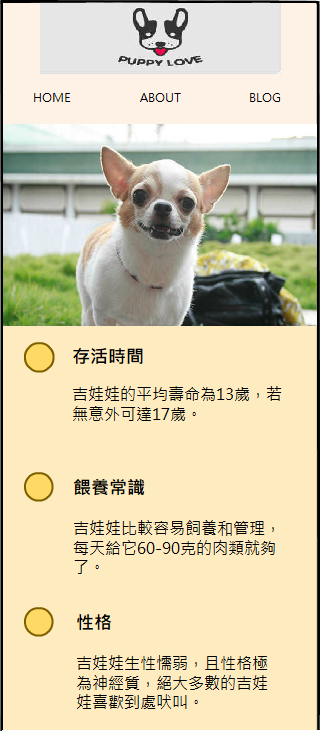 PUPPY LOVE
HOME ABOUT BLOG
存活時間
吉娃娃的平均壽命為13歲，若
無意外可達17歲。
餵養常識
吉娃娃比較容易飼養和管理，
每天給它60-90克的肉類就夠
了。
性格
吉娃娃生性懦弱，且性格極
為神經質，絕大多數的吉娃
娃喜歡到處吠叫。